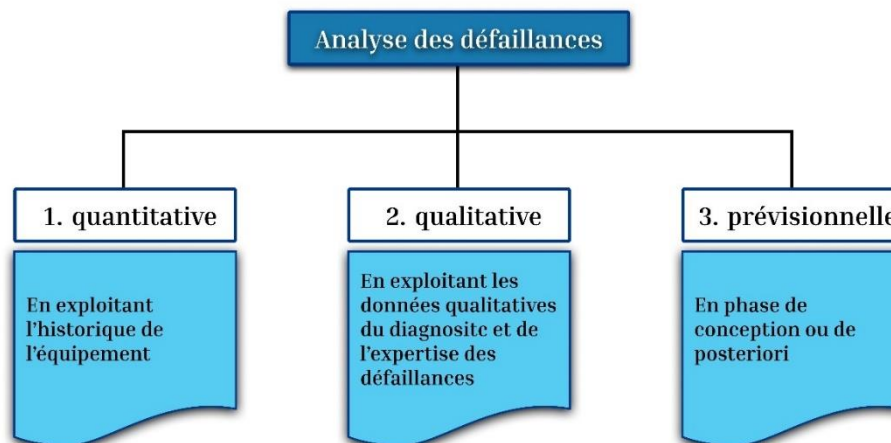 Analyse des défaillances
1. quantitative
2. qualitative
3. prévisionnelle
En exploitant
l'historique de
l'équipement
En exploitant les
données qualitatives
du diagnositc et de
l'expertise des
défaillances
En phase de
conception ou de
posteriori